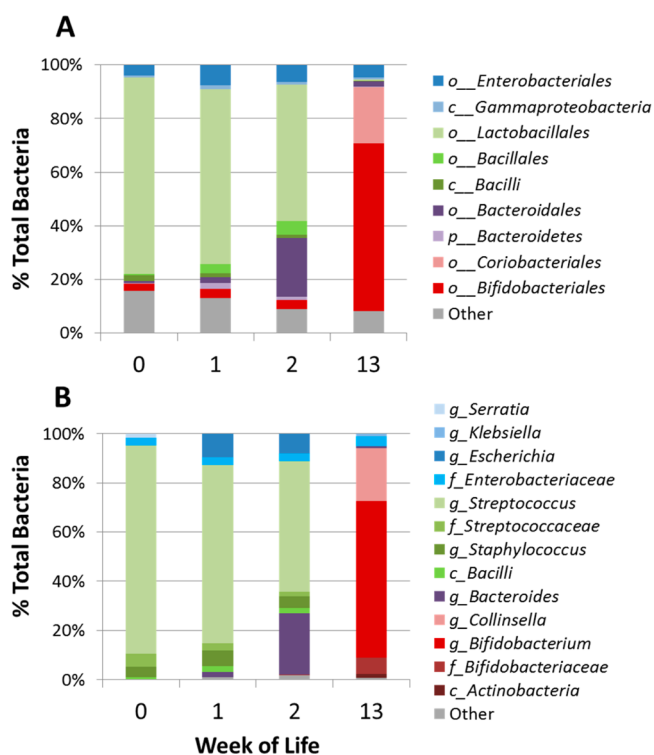 A
% Total Bacteria
100%
80%
60%
40%
20%
0%
0 1 2 13
o__Enterobacteriales
c__Gammaproteobacteria
o__Lactobacillales
o__Bacillales
c__Bacilli
o__Bacteroidales
p__Bacteroidetes
o__Coriobacteriales
o__Bifidobacteriales
Other
B
% Total Bacteria
100%
80%
60%
40%
20%
0%
0 1 2 13
Week of Life
g_Serratia
g_Klebsiella
g_Escherichia
f_Enterobacteriaceae
g_Streptococcus
f_Streptococcaceae
g_Staphylococcus
c_Bacilli
g_Bacteroides
g_Collinsella
g_Bifidobacterium
f_Bifidobacteriaceae
c_Actinobacteria
Other